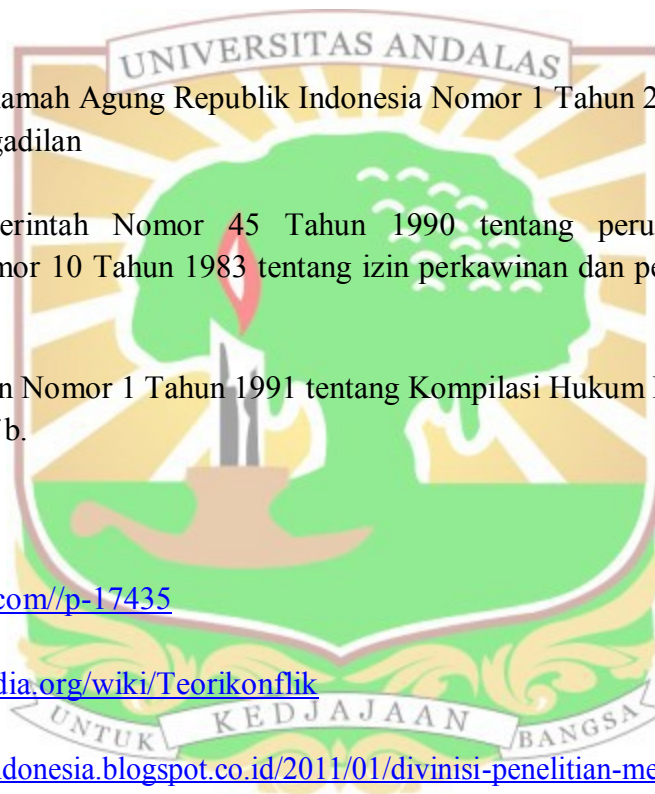 UNIVERSITAS ANDALAS
amah Agung Republik Indonesia Nomor 1 Tahun 2
gadilan
erintah Nomor 45 Tahun 1990 tentang peru
mor 10 Tahun 1983 tentang izin perkawinan dan pe
n Nomor 1 Tahun 1991 tentang Kompilasi Hukum
b.
com//p-17435
dia.org/wiki/Teorikonflik
UNTUK KEDJAJAAN BANGSA
ndonesia.blogspot.co.id/2011/01/divinisi-penelitian-me